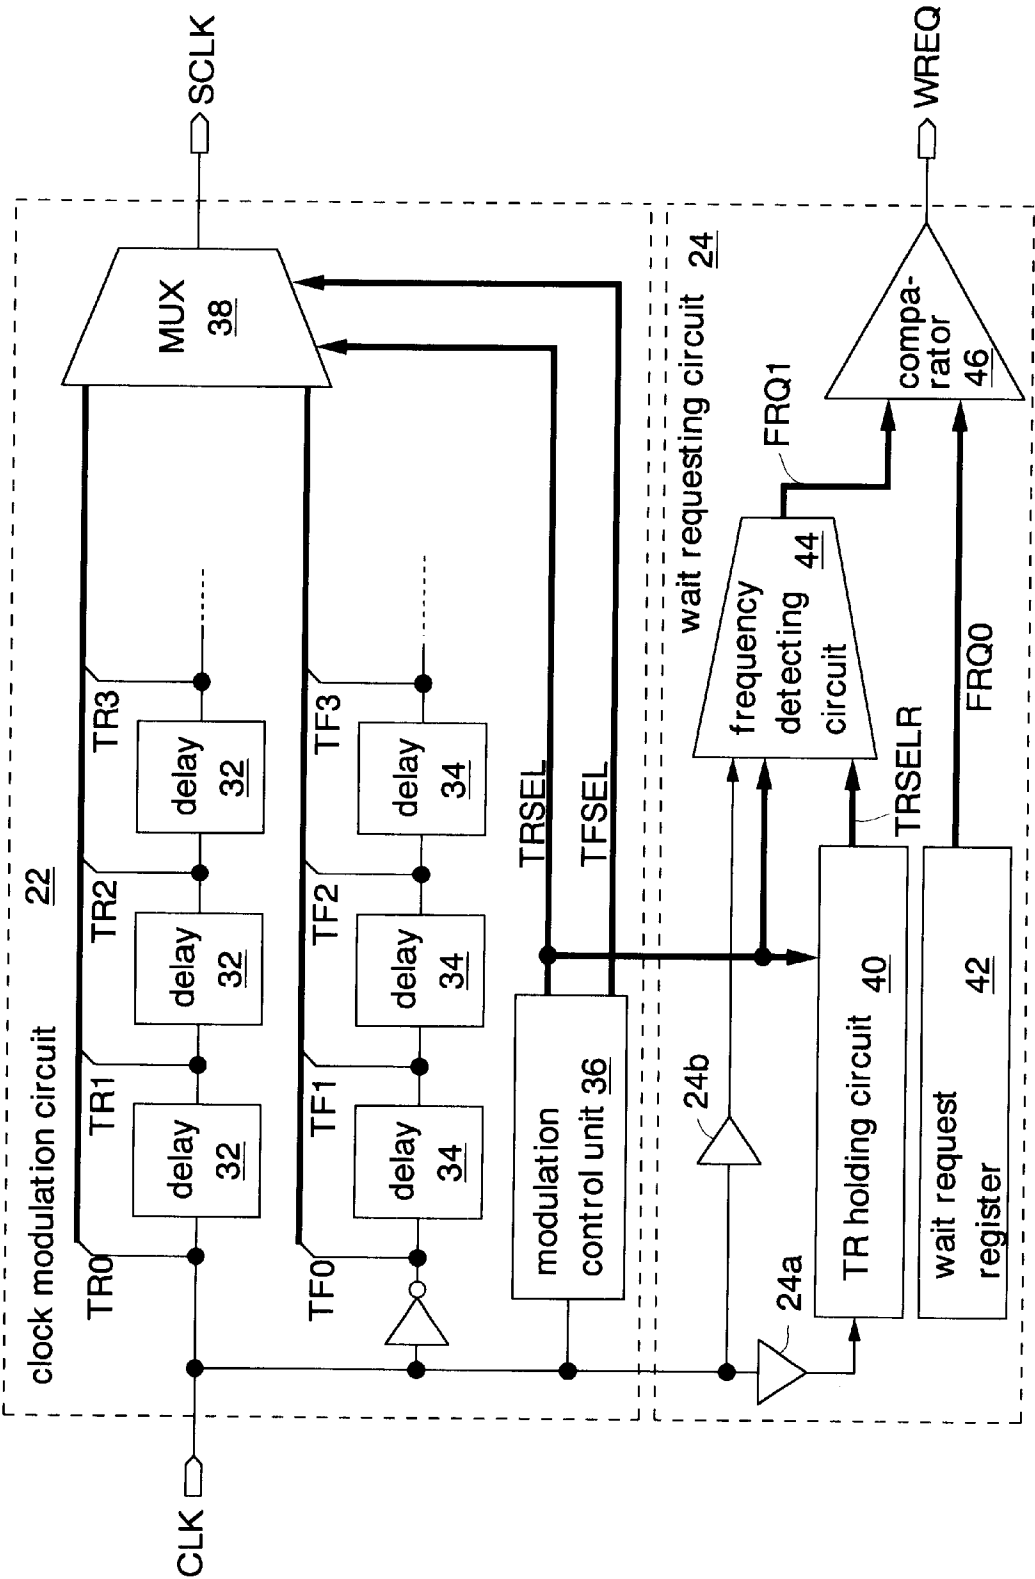 clock modulation circuit 22
CLK
SCLK
TR0
TR1
TR2
TR3
delay
32
delay
32
delay
32
MUX
38
TF0
TF1
TF2
TF3
delay
34
delay
34
delay
34
modulation
control unit 36
TRSEL
TFSEL
wait requesting circuit 24
24b
24a
frequency
detecting
circuit
44
FRQ1
TR holding circuit 40
TRSELR
wait request
register
42
FRQ0
compa-
rator
46
WREQ